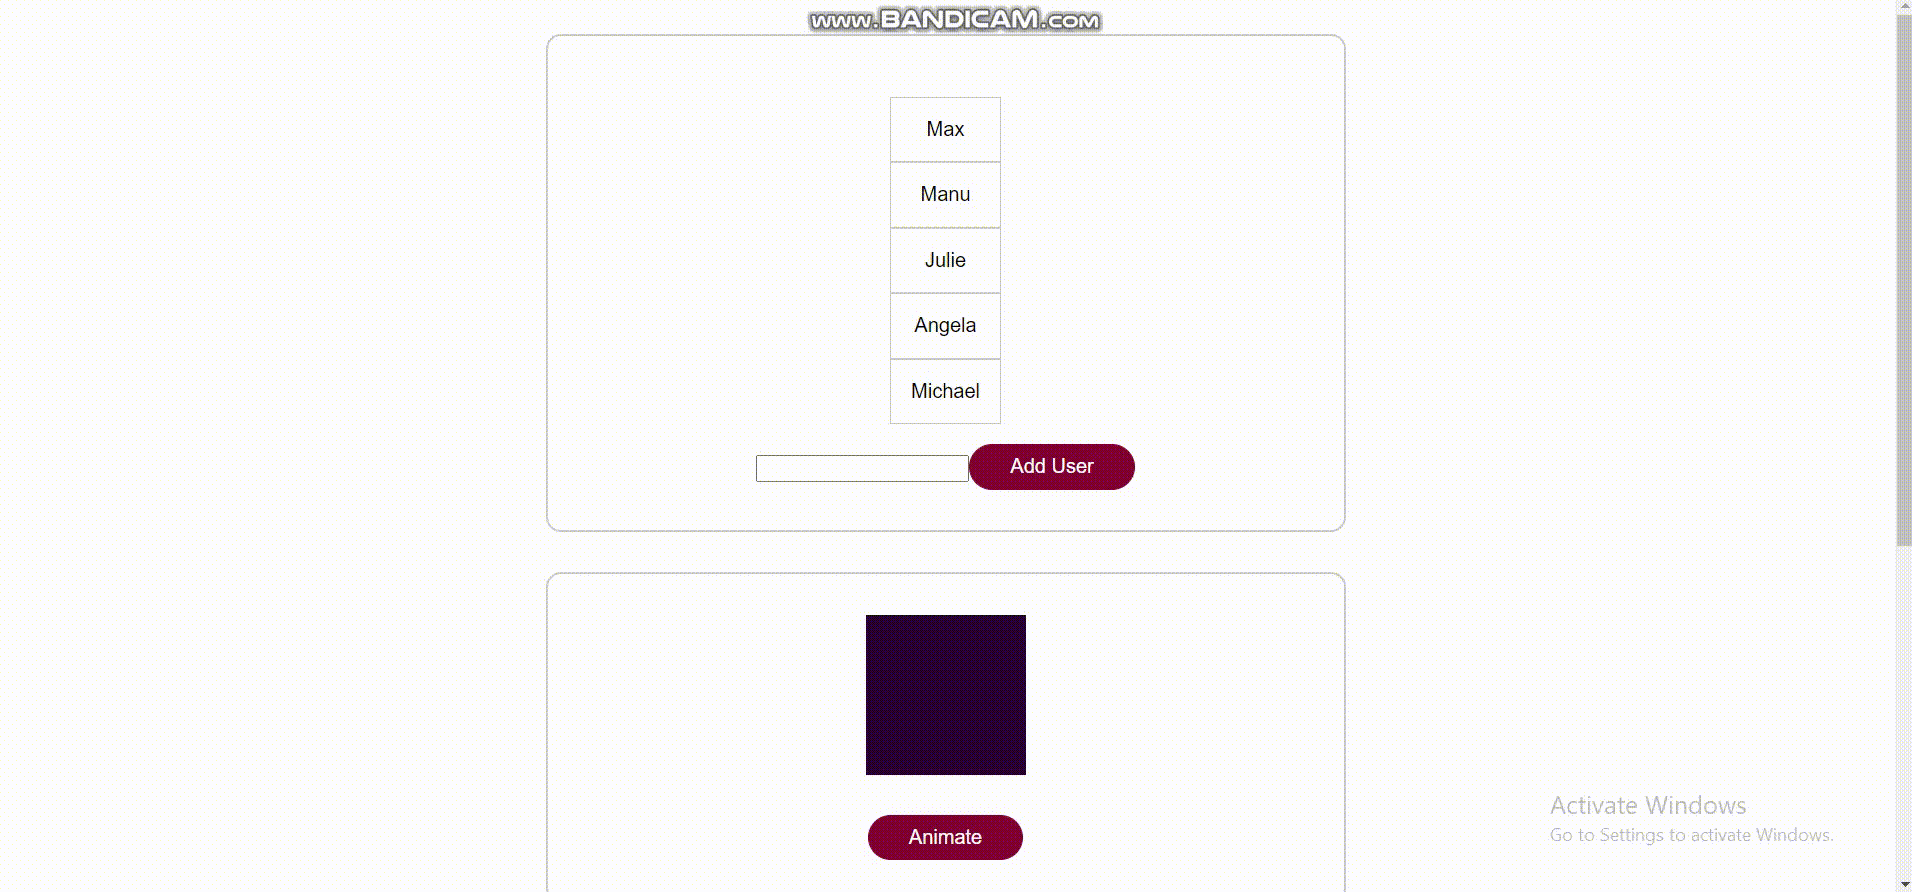 www.BANDICAM.com
Max
Manu
Julie
Angela
Michael
Add User
Animate
Activate Windows
Go to Settings to activate Windows.